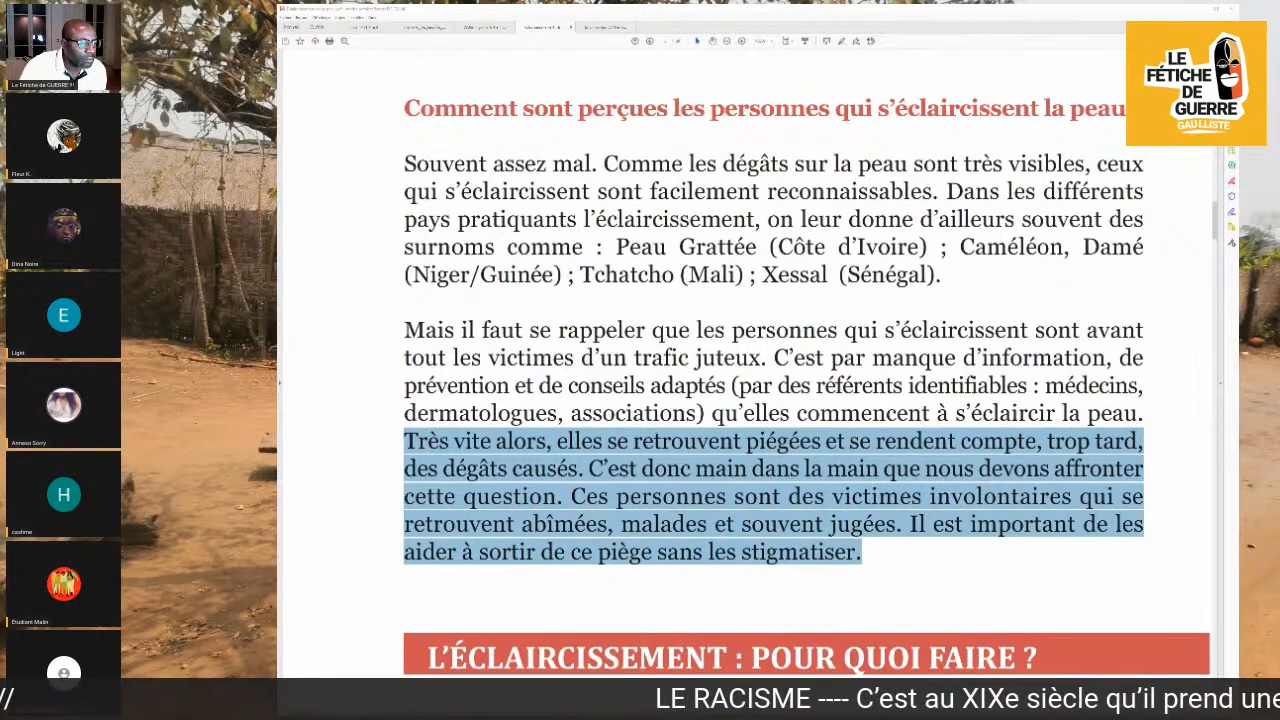 Le Fétiche de GUERRE !!!
Fleur K.
Dina Noire
E
Light
Annexo Sorry
H
cashme
Étudiant Malin
LE
FÉTICHE
DE
GUERRE
GAULLISTE
Comment sont perçues les personnes qui s'éclaircissent la peau
Souvent assez mal. Comme les dégâts sur la peau sont très visibles, ceux
qui s'éclaircissent sont facilement reconnaissables. Dans les différents
pays pratiquants l'éclaircissement, on leur donne d'ailleurs souvent des
surnoms comme : Peau Grattée (Côte d'Ivoire) ; Caméléon, Damé
(Niger/Guinée) ; Tchatcho (Mali) ; Xessal (Sénégal).
Mais il faut se rappeler que les personnes qui s'éclaircissent sont avant
tout les victimes d'un trafic juteux. C'est par manque d'information, de
prévention et de conseils adaptés (par des référents identifiables : médecins,
dermatologues, associations) qu'elles commencent à s'éclaircir la peau.
Très vite alors, elles se retrouvent piégées et se rendent compte, trop tard,
des dégâts causés. C'est donc main dans la main que nous devons affronter
cette question. Ces personnes sont des victimes involontaires qui se
retrouvent abîmées, malades et souvent jugées. Il est important de les
aider à sortir de ce piège sans les stigmatiser.
L'ÉCLAIRCISSEMENT : POUR QUOI FAIRE ?
// LE RACISME ---- C'est au XIXe siècle qu'il prend une